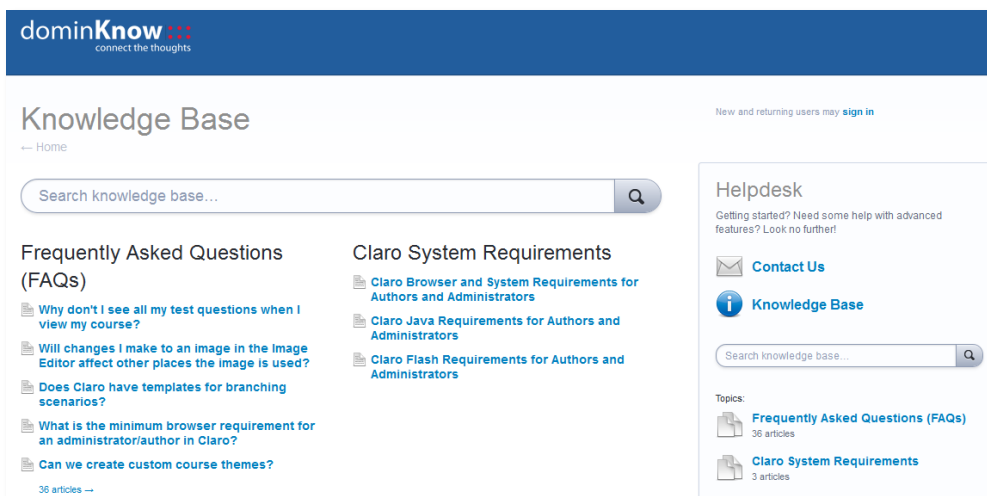 dominKnow
connect the thoughts
Knowledge Base
← Home
Search knowledge base...
Frequently Asked Questions
(FAQs)
Why don't I see all my test questions when I
view my course?
Will changes I make to an image in the Image
Editor affect other places the image is used?
Does Claro have templates for branching
scenarios?
What is the minimum browser requirement for
an administrator/author in Claro?
Can we create custom course themes?
36 articles →
Claro System Requirements
Claro Browser and System Requirements for
Authors and Administrators
Claro Java Requirements for Authors and
Administrators
Claro Flash Requirements for Authors and
Administrators
New and returning users may sign in
Helpdesk
Getting started? Need some help with advanced
features? Look no further!
Contact Us
Knowledge Base
Search knowledge base...
Topics:
Frequently Asked Questions (FAQs)
36 articles
Claro System Requirements
3 articles